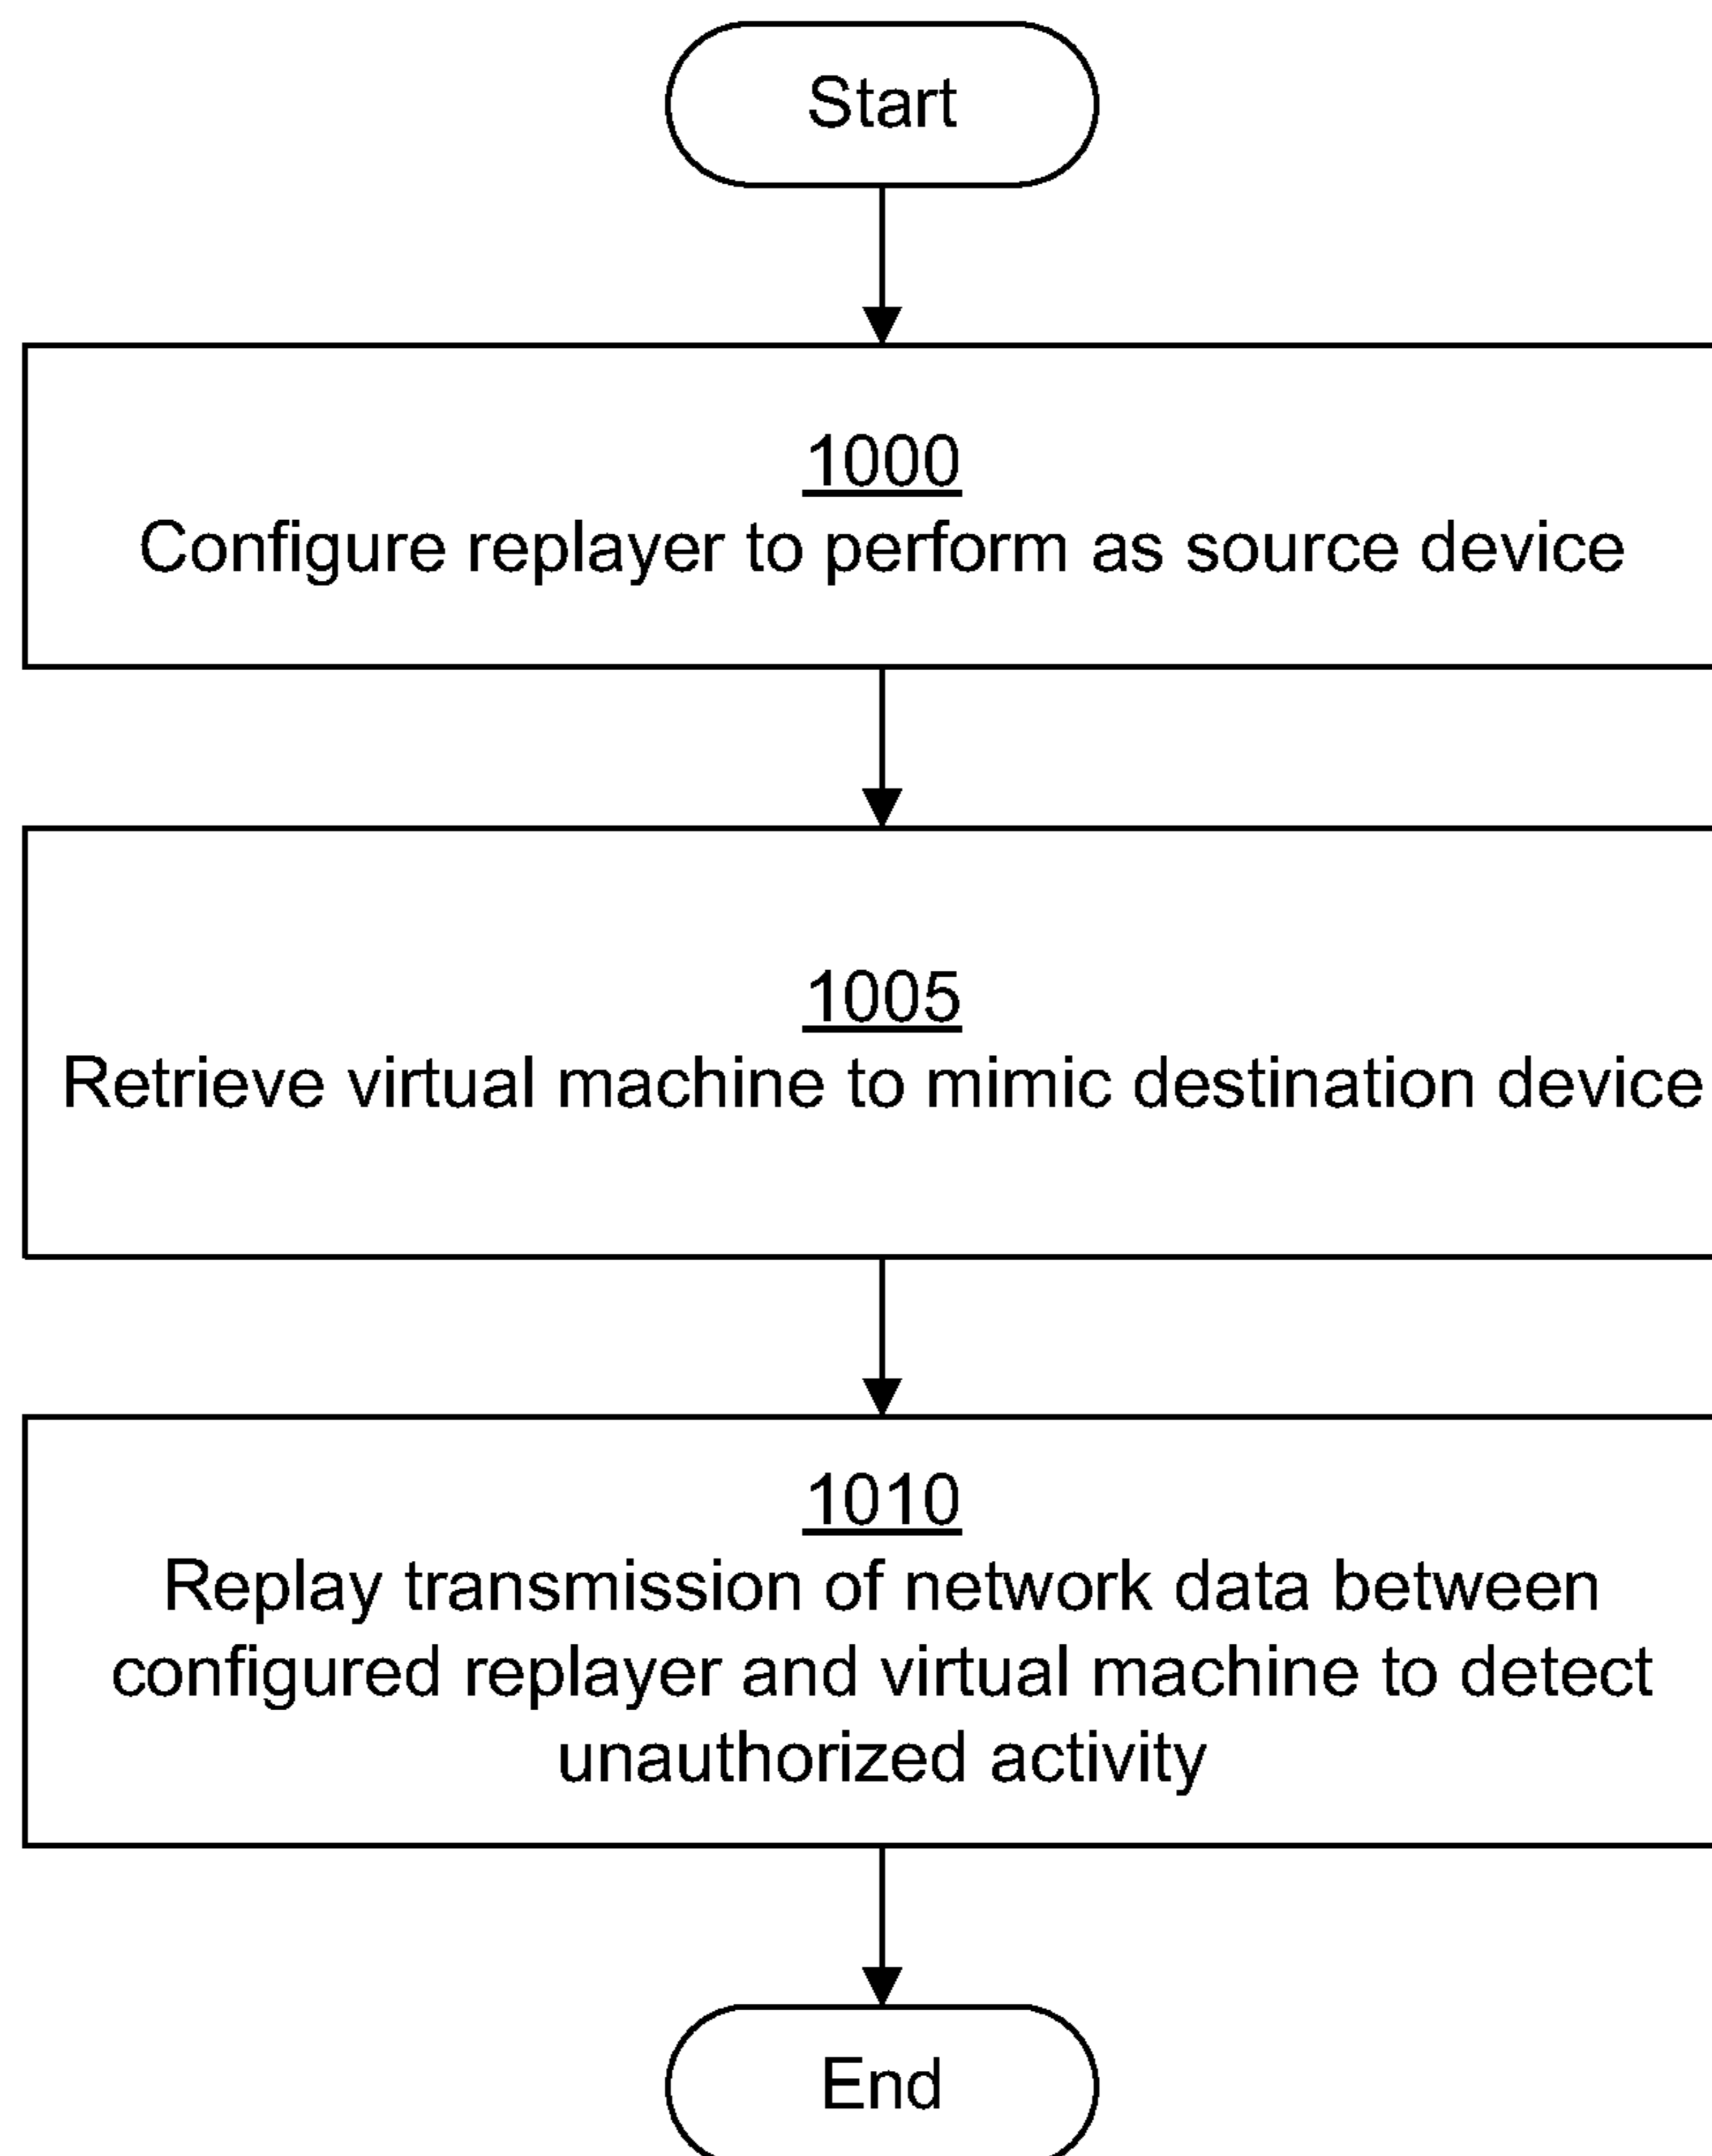 Start
1000
Configure replayer to perform as source device
1005
Retrieve virtual machine to mimic destination device
1010
Replay transmission of network data between
configured replayer and virtual machine to detect
unauthorized activity
End